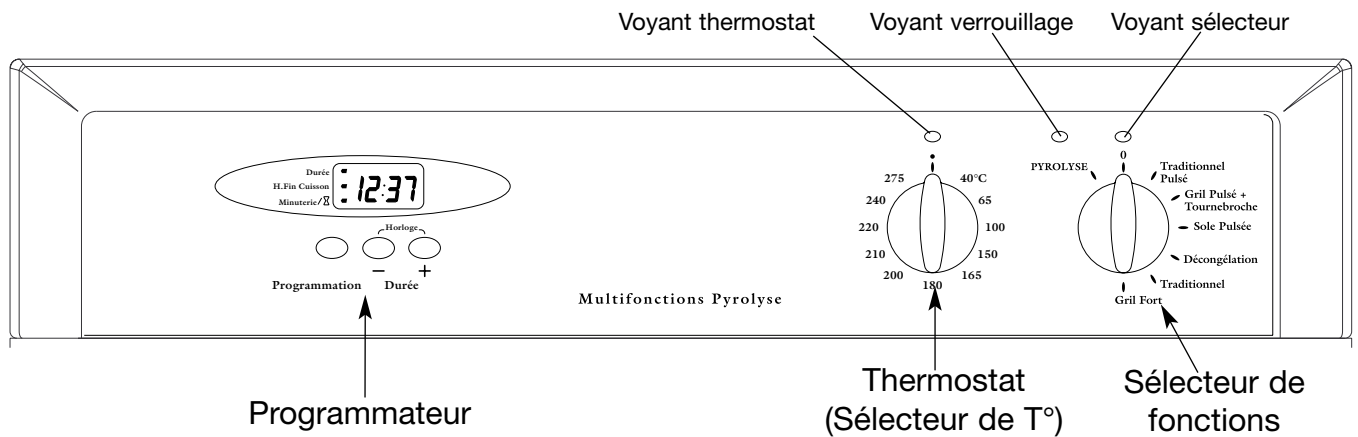 Voyant thermostat
Voyant verrouillage
Voyant sélecteur
Durée
H.Fin Cuisson
Minuterie/
12:37
Horloge
− +
Programmation Durée
Multifonctions Pyrolyse
275
240
220
210
200
180
165
150
100
65
40°C
PYROLYSE
0
Traditionnel
Pulsé
Gril Pulsé +
Tournebroche
Sole Pulsée
Décongélation
Traditionnel
Gril Fort
Programmateur
Thermostat
(Sélecteur de T°)
Sélecteur de
fonctions